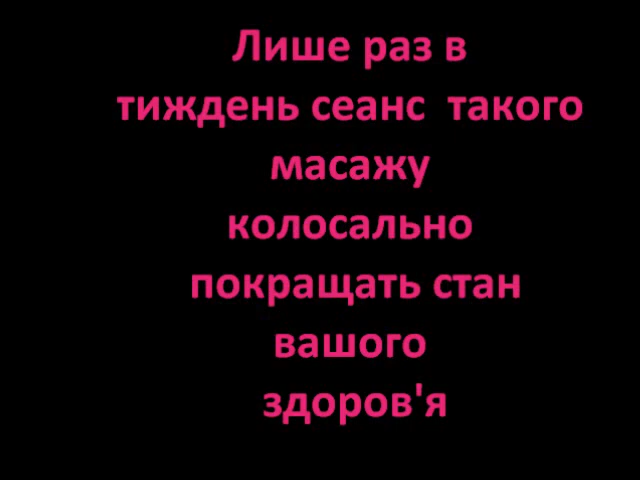 Лише раз в
тиждень сеанс такого
масажу
колосально
покращать стан
вашого
здоров'я